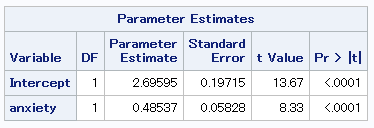 Parameter Estimates
Variable DF Parameter Estimate Standard Error t Value Pr > |t|
Intercept 1 2.69595 0.19715 13.67 <.0001
anxiety 1 0.48537 0.05828 8.33 <.0001